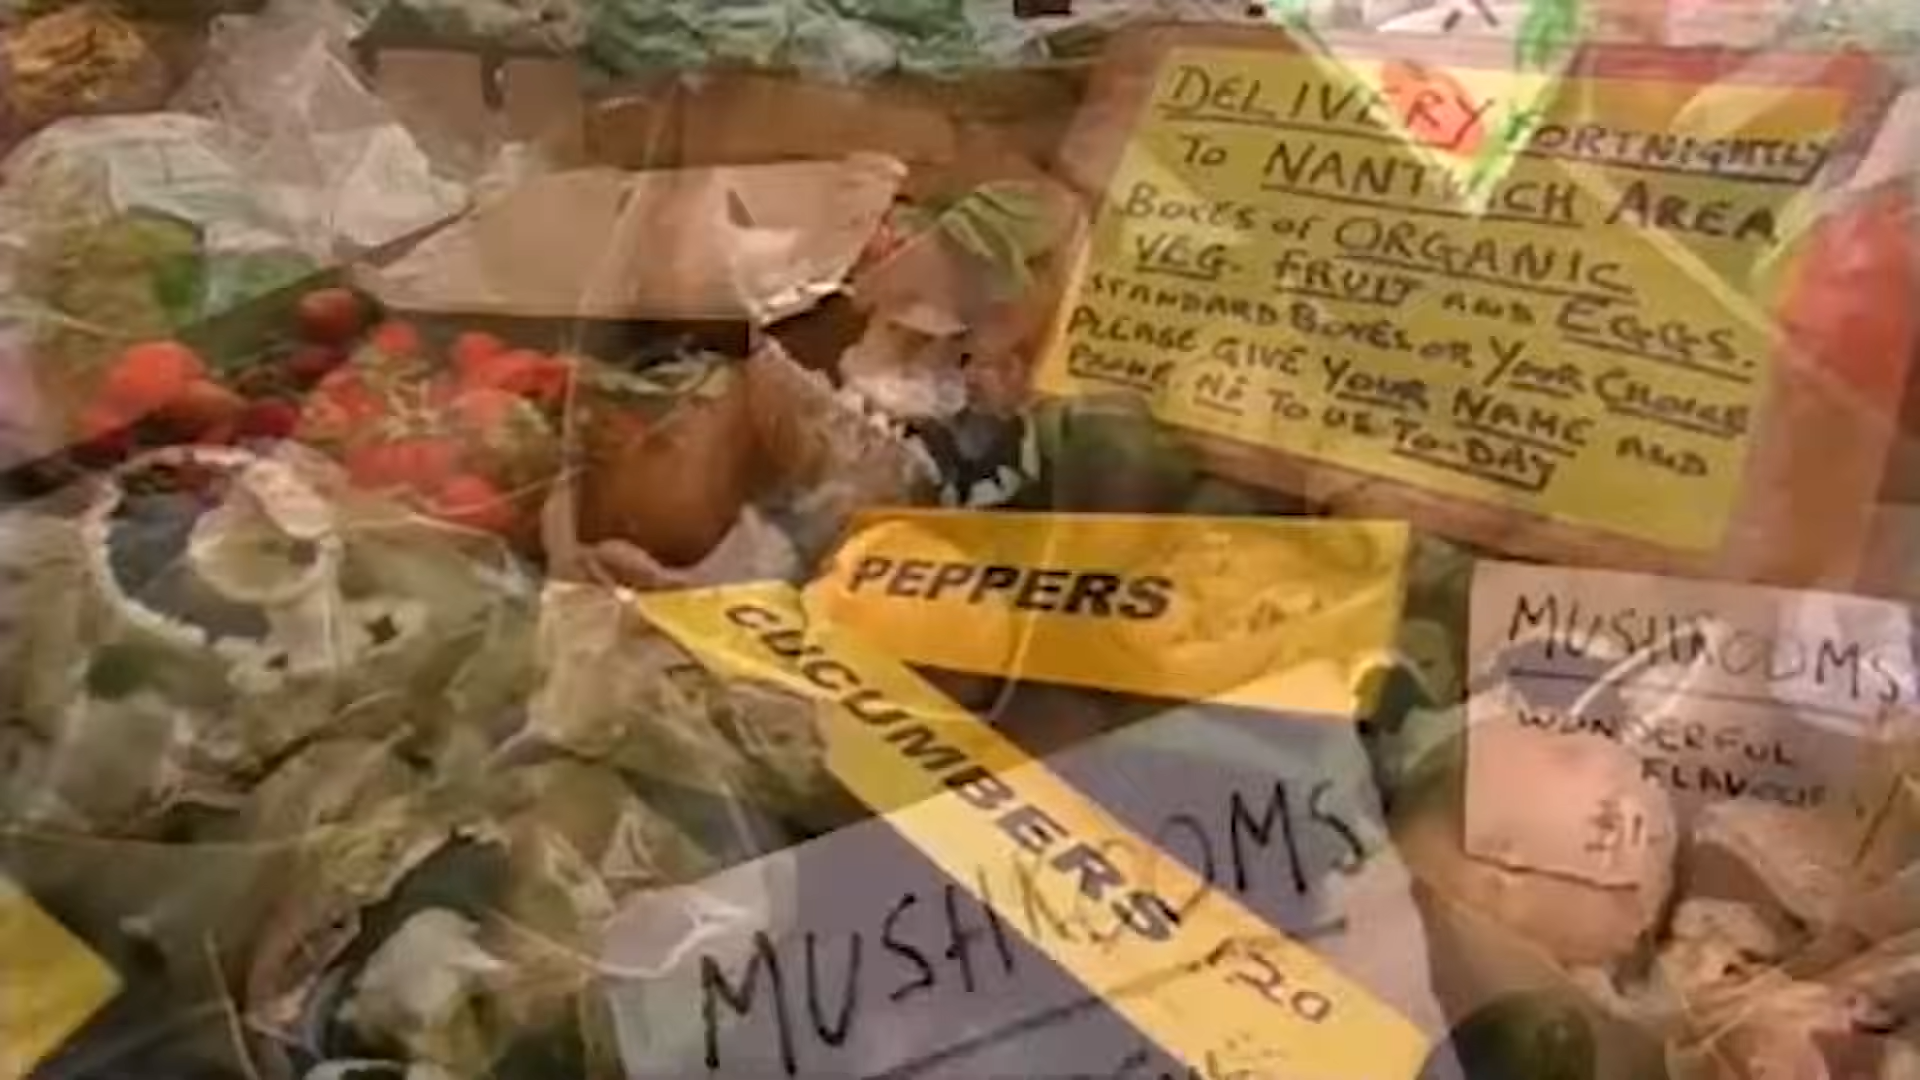 DELIVERY FORTNIGHTLY
TO NANTWICH AREA
BOXES OF ORGANIC
VEG. FRUIT AND EGGS.
STANDARD BOXES OR YOUR CHOICE
PLEASE GIVE YOUR NAME AND
PHONE Nº TO US TO-DAY
PEPPERS
CUCUMBERS
MUSHROOMS
WONDERFUL
FLAVOUR
£1
MUSHROOMS